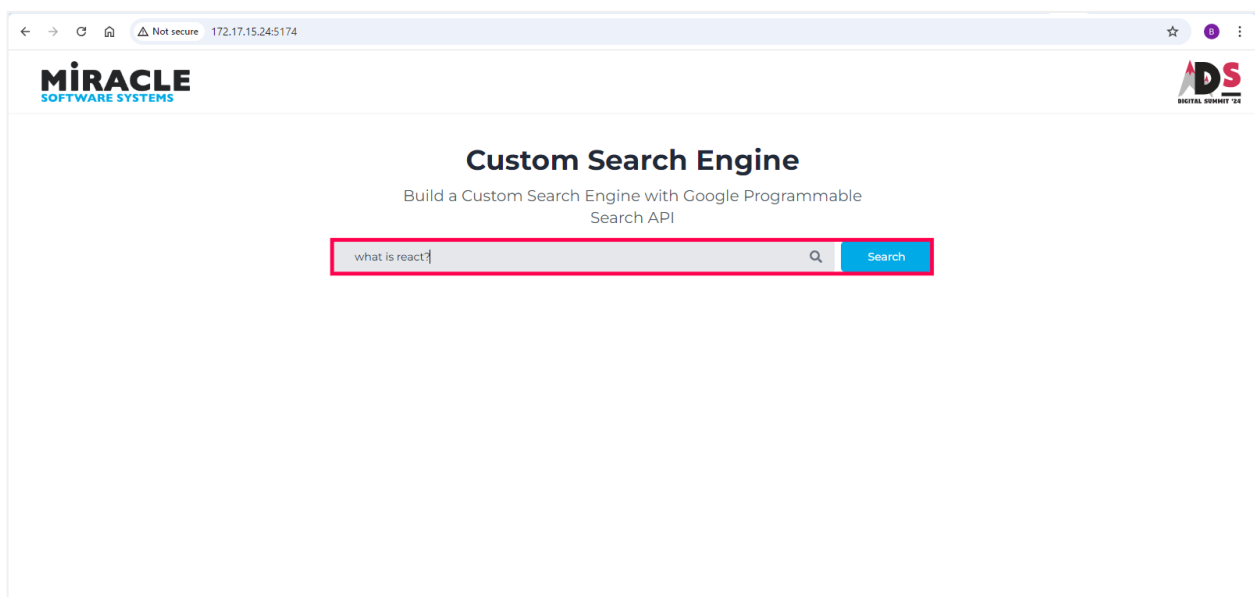 Not secure 172.17.15.24:5174
B
MiRACLE
SOFTWARE SYSTEMS
ADS
DIGITAL SUMMIT '24
Custom Search Engine
Build a Custom Search Engine with Google Programmable
Search API
what is react?
Search